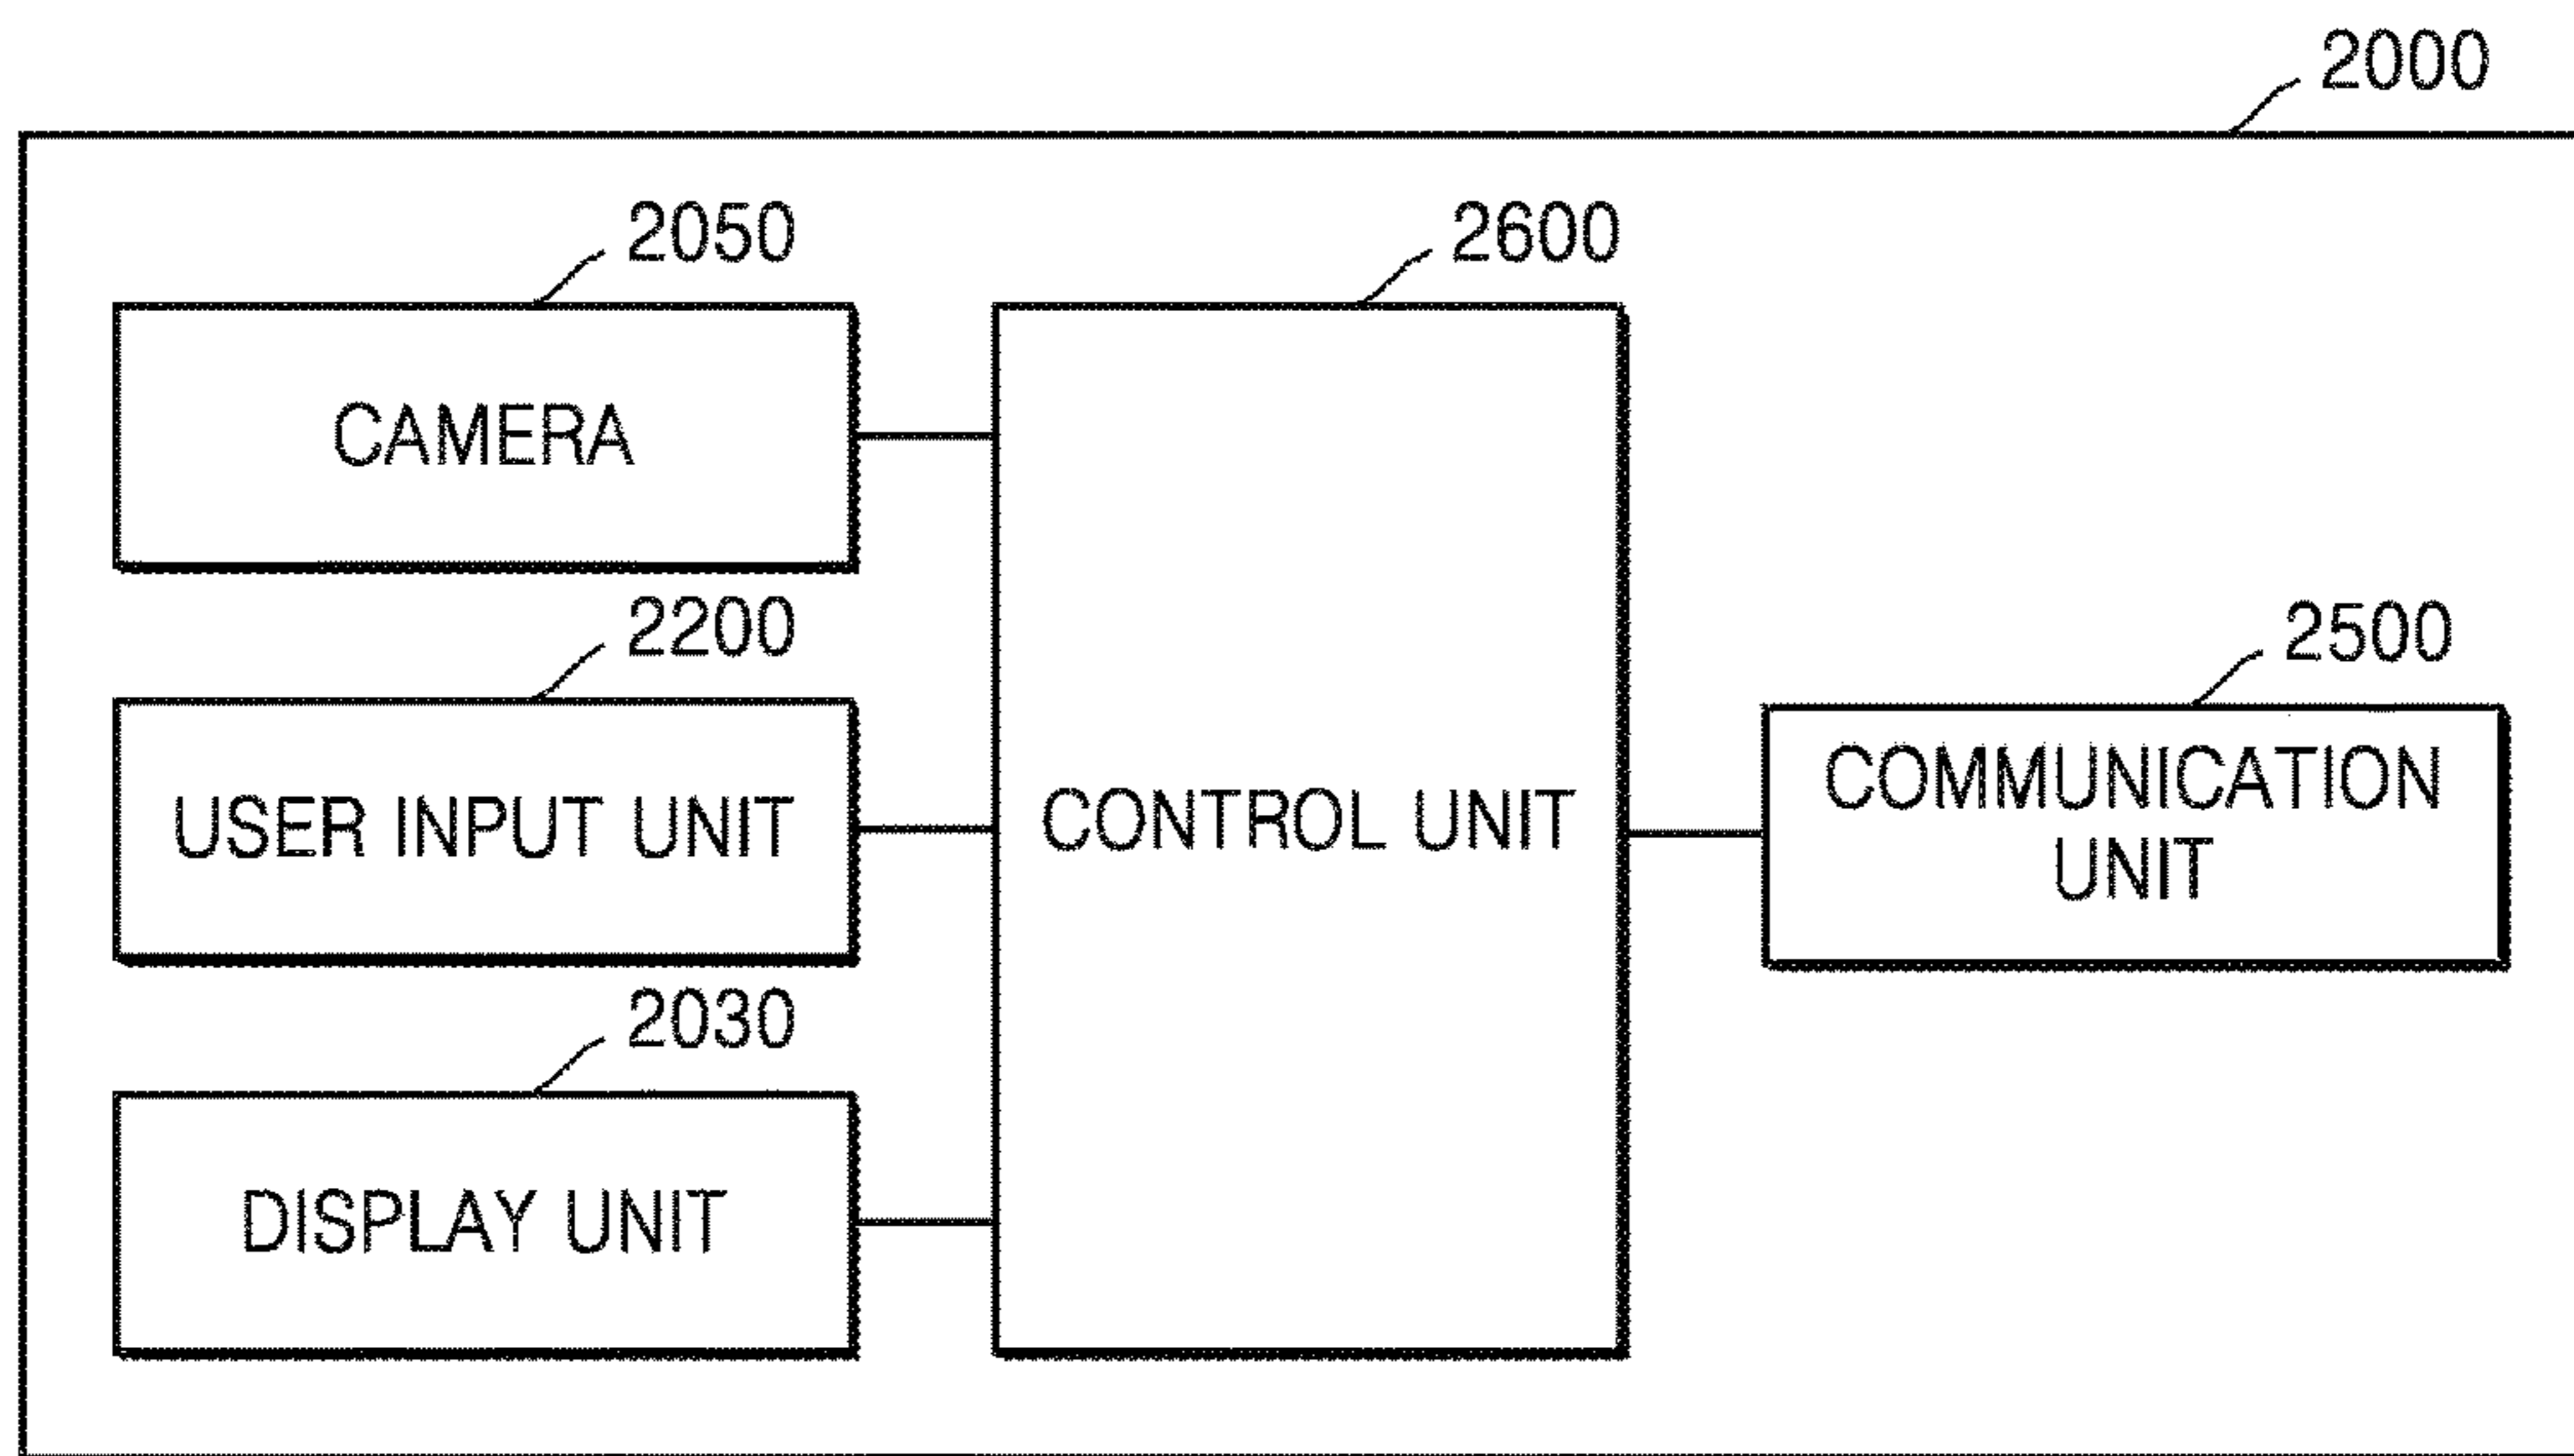 2000
2050
2600
CAMERA
2200
2500
USER INPUT UNIT
CONTROL UNIT
COMMUNICATION
UNIT
2030
DISPLAY UNIT